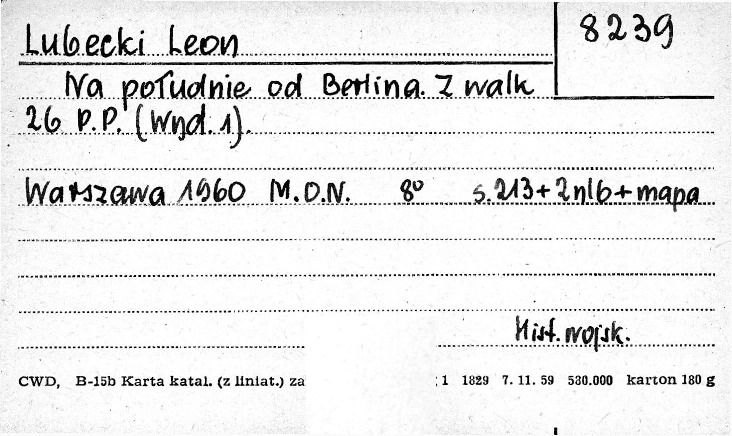 Lubecki Leon
8239
Na południe od Berlina. Z walk
26 P.P. (Wyd. 1).
Warszawa 1960 M.O.N. 8º s. 213 + 2nlb + mapa
Hist. wojsk.
CWD, B-15b Karta katal. (z liniat.) za ; 1 1829 7. 11. 59 530.000 karton 180 g